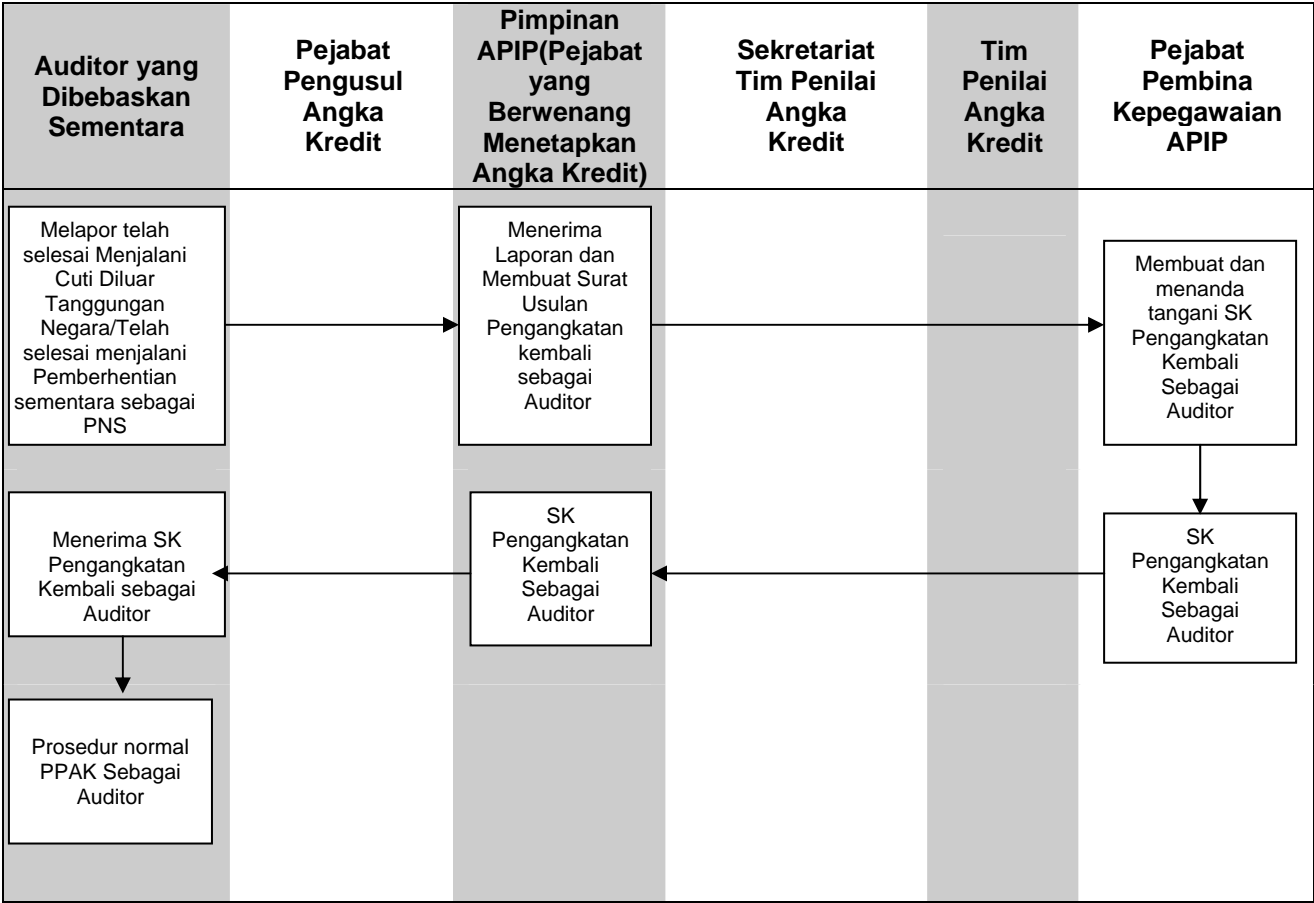 Auditor yang
Dibebaskan
Sementara
Pejabat
Pengusul
Angka
Kredit
Pimpinan
APIP(Pejabat
yang
Berwenang
Menetapkan
Angka Kredit)
Sekretariat
Tim Penilai
Angka
Kredit
Tim
Penilai
Angka
Kredit
Pejabat
Pembina
Kepegawaian
APIP
Melapor telah
selesai Menjalani
Cuti Diluar
Tanggungan
Negara/Telah
selesai menjalani
Pemberhentian
sementara sebagai
PNS
Menerima
Laporan dan
Membuat Surat
Usulan
Pengangkatan
kembali
sebagai
Auditor
Membuat dan
menanda
tangani SK
Pengangkatan
Kembali
Sebagai
Auditor
Menerima SK
Pengangkatan
Kembali sebagai
Auditor
SK
Pengangkatan
Kembali
Sebagai
Auditor
SK
Pengangkatan
Kembali
Sebagai
Auditor
Prosedur normal
PPAK Sebagai
Auditor